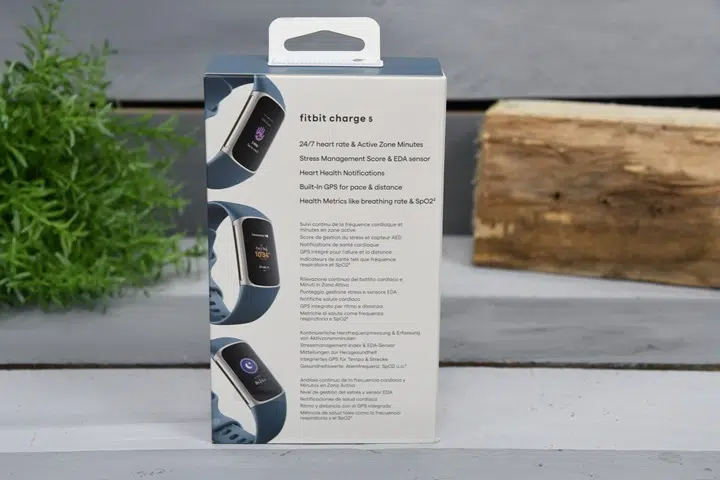 fitbit charge 5
24/7 heart rate & Active Zone Minutes
Stress Management Score & EDA sensor
Heart Health Notifications
Built-In GPS for pace & distance
Health Metrics like breathing rate & SpO2²
Suivi continu de la fréquence cardiaque et
minutes en zone active
Score de gestion du stress et capteur AED
Notifications de santé cardiaque
GPS intégré pour l'allure et la distance
Indicateurs de santé tels que fréquence
respiratoire et SpO2²
Rilevazione continua del battito cardiaco e
Minuti in Zona Attiva
Punteggio gestione stress e sensore EDA
Notifiche salute cardiaca
GPS integrato per ritmo e distanza
Metriche di salute come frequenza
respiratoria e SpO2²
Kontinuierliche Herzfrequenzmessung & Erfassung
von Aktivzonenminuten
Stressmanagement-Index & EDA-Sensor
Mitteilungen zur Herzgesundheit
Integriertes GPS für Tempo & Strecke
Gesundheitswerte: Atemfrequenz, SpO2 u.a.²
Análisis continuo de la frecuencia cardíaca y
Minutos en Zona Activa
Nivel de gestión del estrés y sensor EDA
Notificaciones de salud cardíaca
Ritmo y distancia, con el GPS integrado
Métricas de salud tales como la frecuencia
respiratoria y el SpO2²